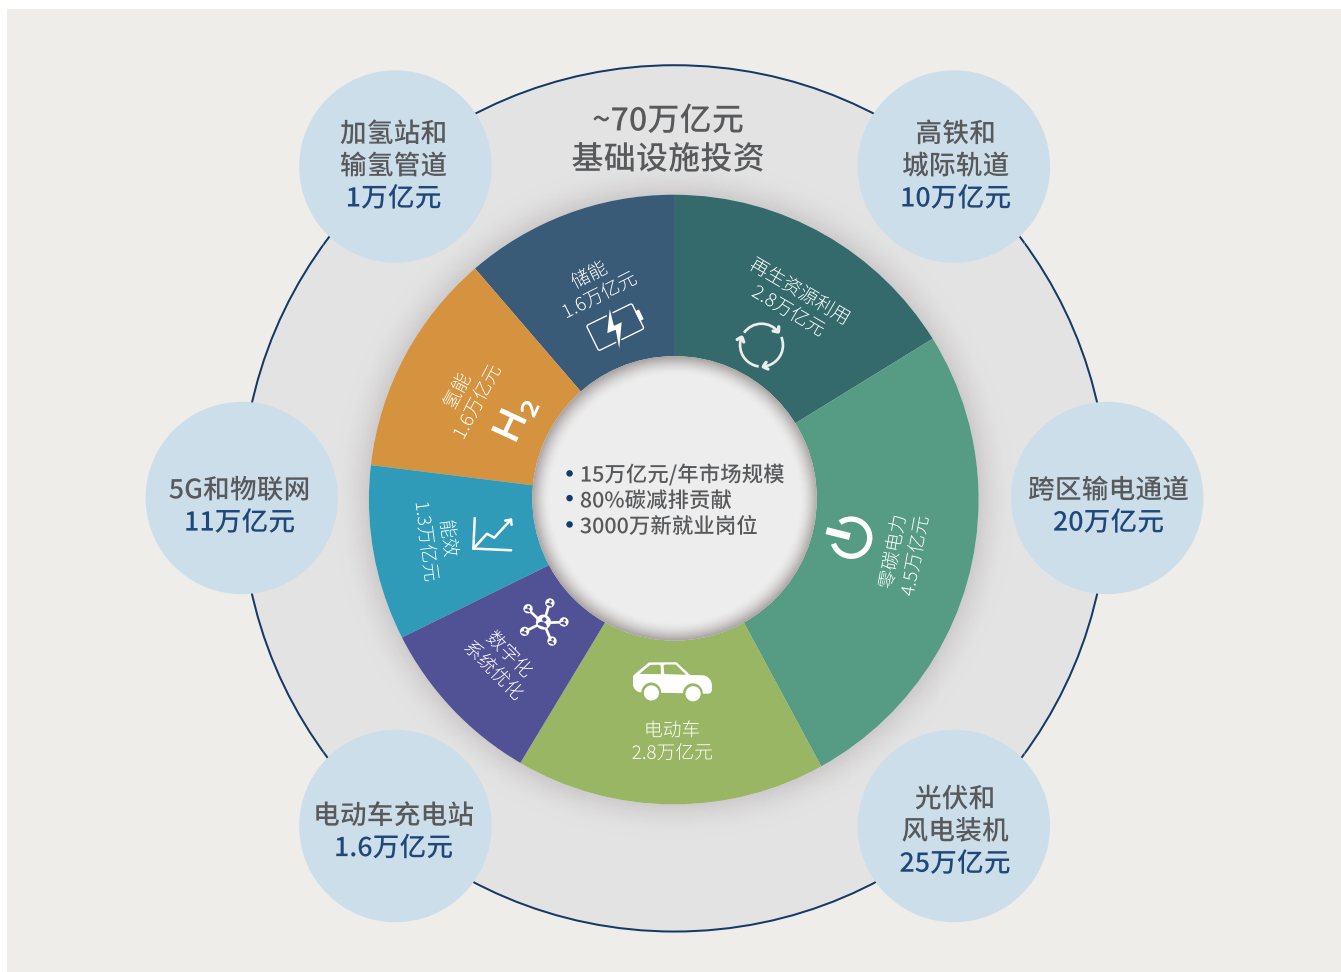 ~70万亿元
基础设施投资
加氢站和
输氢管道
1万亿元
高铁和
城际轨道
10万亿元
5G和物联网
11万亿元
跨区输电通道
20万亿元
电动车充电站
1.6万亿元
光伏和
风电装机
25万亿元
储能
1.6万亿元
再生资源利用
2.8万亿元
氢能
1.6万亿元
H2
能效
1.3万亿元
零碳电力
4.5万亿元
数字化
系统优化
电动车
2.8万亿元
• 15万亿元/年市场规模
• 80%碳减排贡献
• 3000万新就业岗位